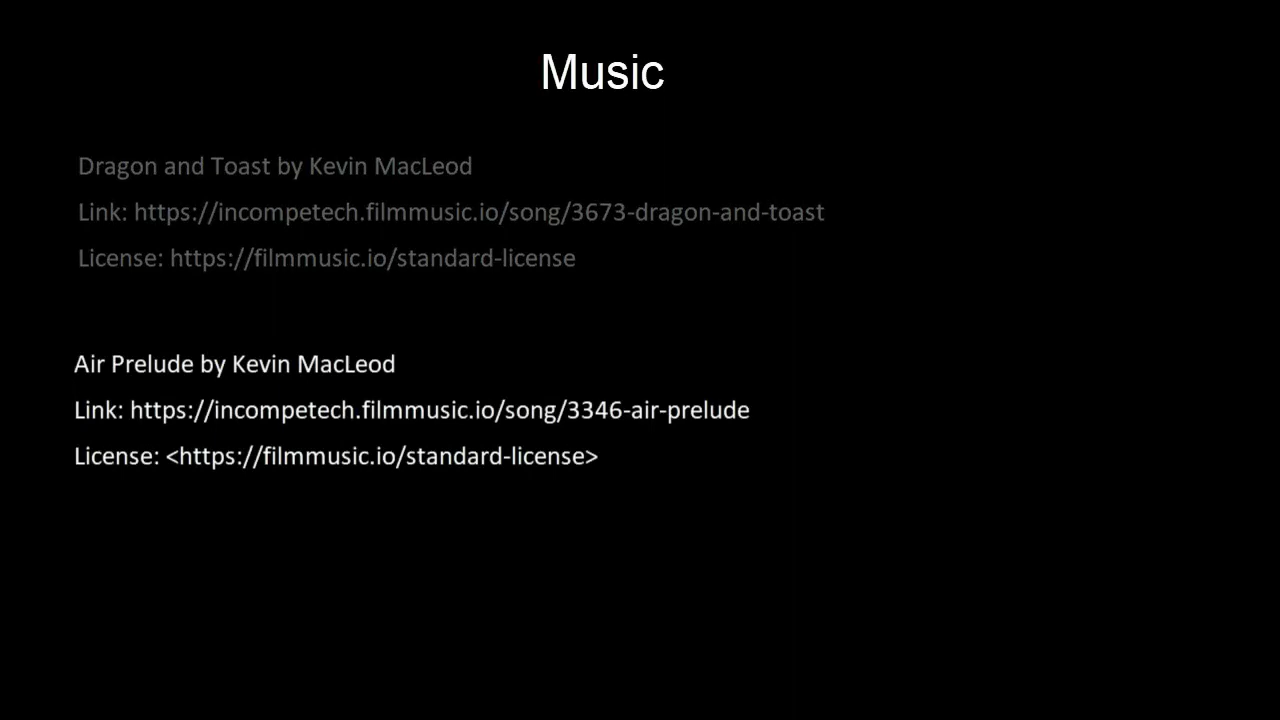 Music
Dragon and Toast by Kevin MacLeod
Link: https://incompetech.filmmusic.io/song/3673-dragon-and-toast
License: https://filmmusic.io/standard-license
Air Prelude by Kevin MacLeod
Link: https://incompetech.filmmusic.io/song/3346-air-prelude
License: <https://filmmusic.io/standard-license>